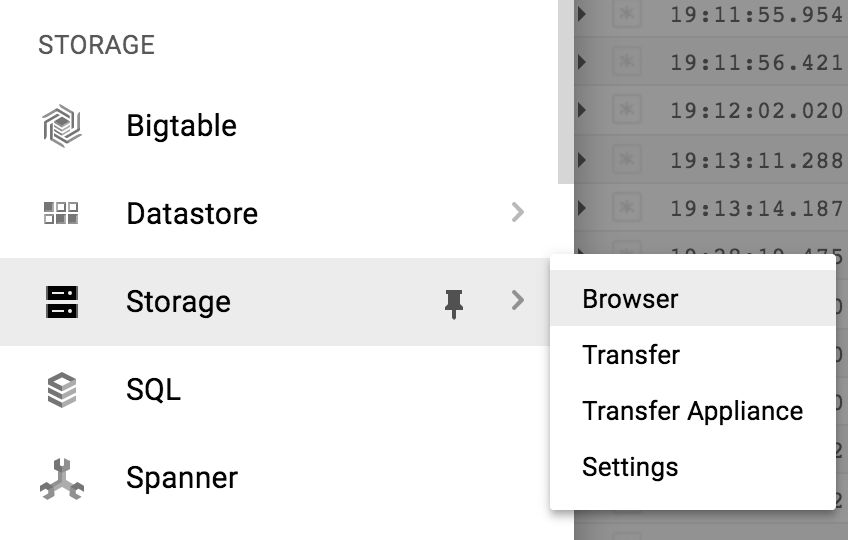 STORAGE
Bigtable
Datastore
Storage
SQL
Spanner
Browser
Transfer
Transfer Appliance
Settings
19:11:55.954
19:11:56.421
19:12:02.020
19:13:11.288
19:13:14.187